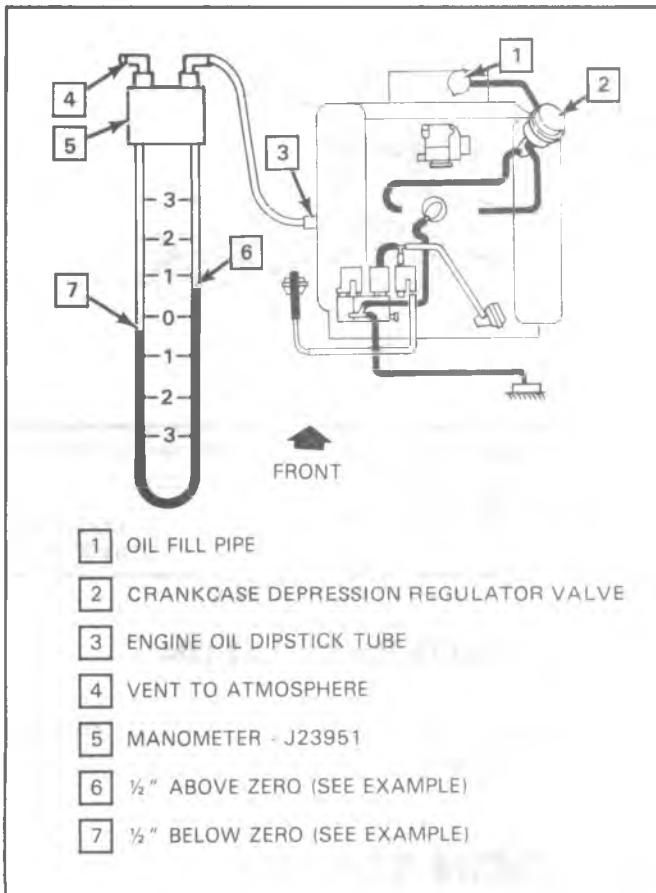 1
2
4
5
3
3
2
1
6
7
0
1
2
3
FRONT
1 OIL FILL PIPE
2 CRANKCASE DEPRESSION REGULATOR VALVE
3 ENGINE OIL DIPSTICK TUBE
4 VENT TO ATMOSPHERE
5 MANOMETER - J23951
6 ½" ABOVE ZERO (SEE EXAMPLE)
7 ½" BELOW ZERO (SEE EXAMPLE)